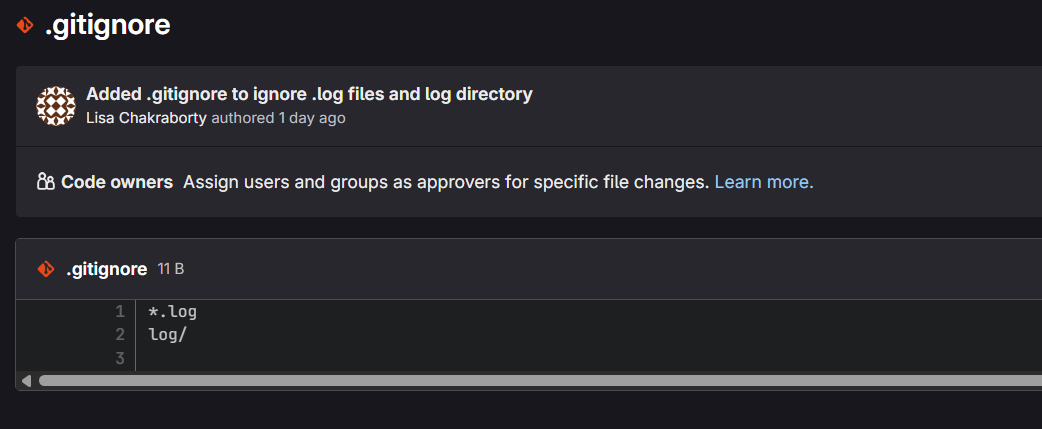 .gitignore
Added .gitignore to ignore .log files and log directory
Lisa Chakraborty authored 1 day ago
Code owners Assign users and groups as approvers for specific file changes. Learn more.
.gitignore 11 B
1 *.log
2 log/
3